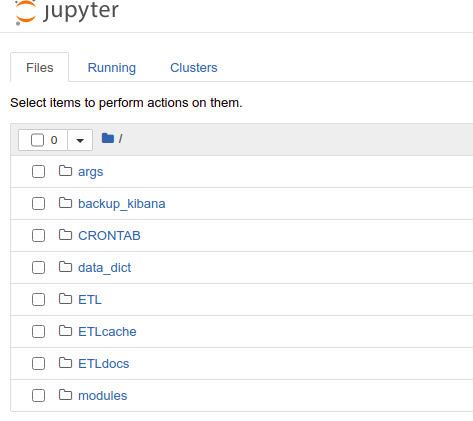 jupyter
Files Running Clusters
Select items to perform actions on them.
0 /
args
backup_kibana
CRONTAB
data_dict
ETL
ETLcache
ETLdocs
modules